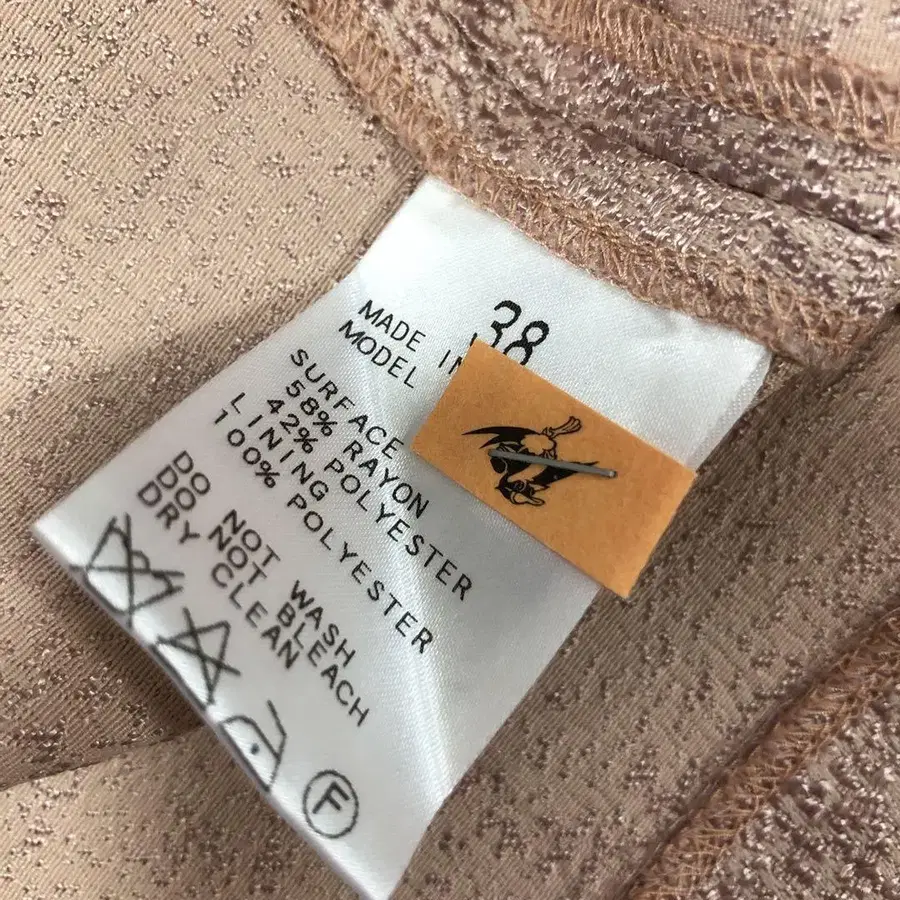 38
MADE IN
MODEL
SURFACE
58% RAYON
42% POLYESTER
LINING
100% POLYESTER
DO NOT WASH
DO NOT BLEACH
DRY CLEAN
F